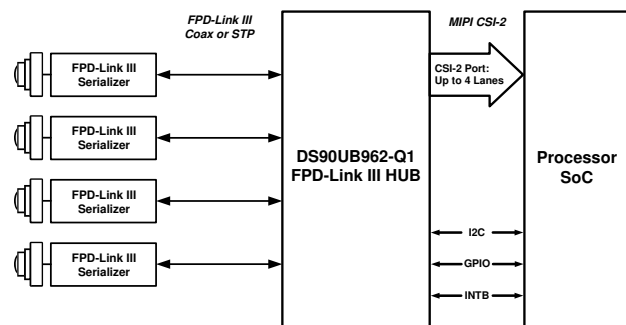 FPD-Link III
Coax or STP
MIPI CSI-2
FPD-Link III
Serializer
FPD-Link III
Serializer
FPD-Link III
Serializer
FPD-Link III
Serializer
DS90UB962-Q1
FPD-Link III HUB
CSI-2 Port:
Up to 4 Lanes
I2C
GPIO
INTB
Processor
SoC